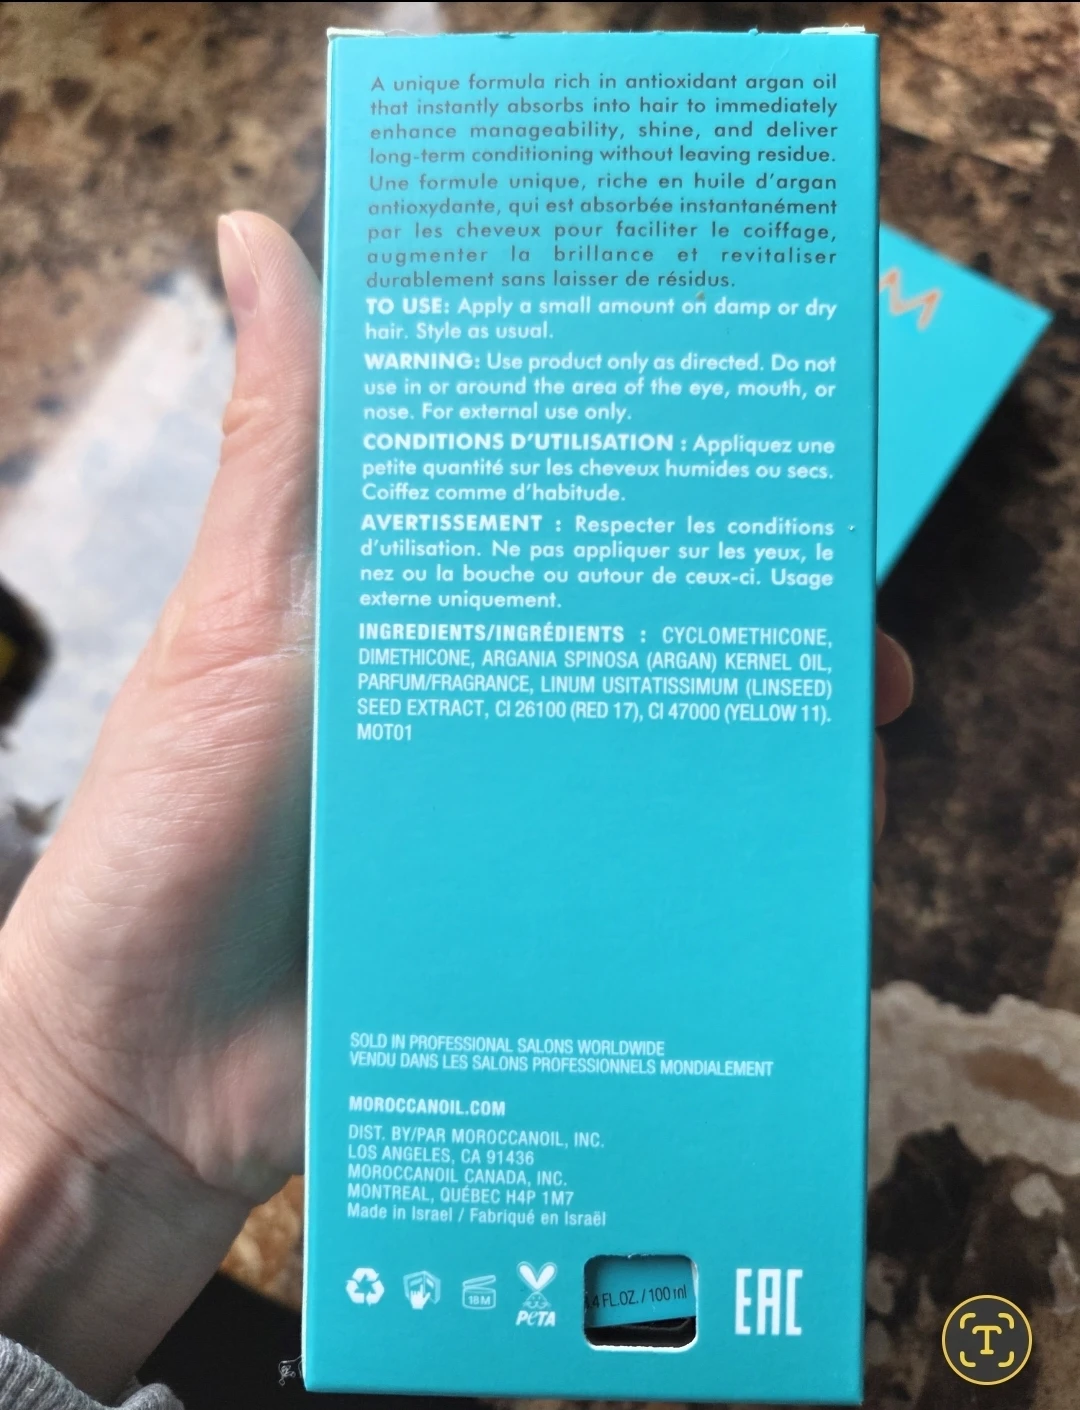 A unique formula rich in antioxidant argan oil
that instantly absorbs into hair to immediately
enhance manageability, shine, and deliver
long-term conditioning without leaving residue.
Une formule unique, riche en huile d'argan
antioxydante, qui est absorbée instantanément
par les cheveux pour faciliter le coiffage,
augmenter la brillance et revitaliser
durablement sans laisser de résidus.
TO USE: Apply a small amount on damp or dry
hair. Style as usual.
WARNING: Use product only as directed. Do not
use in or around the area of the eye, mouth, or
nose. For external use only.
CONDITIONS D'UTILISATION : Appliquez une
petite quantité sur les cheveux humides ou secs.
Coiffez comme d'habitude.
AVERTISSEMENT : Respecter les conditions
d'utilisation. Ne pas appliquer sur les yeux, le
nez ou la bouche ou autour de ceux-ci. Usage
externe uniquement.
INGREDIENTS/INGRÉDIENTS : CYCLOMETHICONE,
DIMETHICONE, ARGANIA SPINOSA (ARGAN) KERNEL OIL,
PARFUM/FRAGRANCE, LINUM USITATISSIMUM (LINSEED)
SEED EXTRACT, CI 26100 (RED 17), CI 47000 (YELLOW 11).
MOT01
SOLD IN PROFESSIONAL SALONS WORLDWIDE
VENDU DANS LES SALONS PROFESSIONNELS MONDIALEMENT
MOROCCANOIL.COM
DIST. BY/PAR MOROCCANOIL, INC.
LOS ANGELES, CA 91436
MOROCCANOIL CANADA, INC.
MONTREAL, QUÉBEC H4P 1M7
Made in Israel / Fabriqué en Israël
18M
PETA
.4 FL.OZ. / 100 ml
EAC
M
T